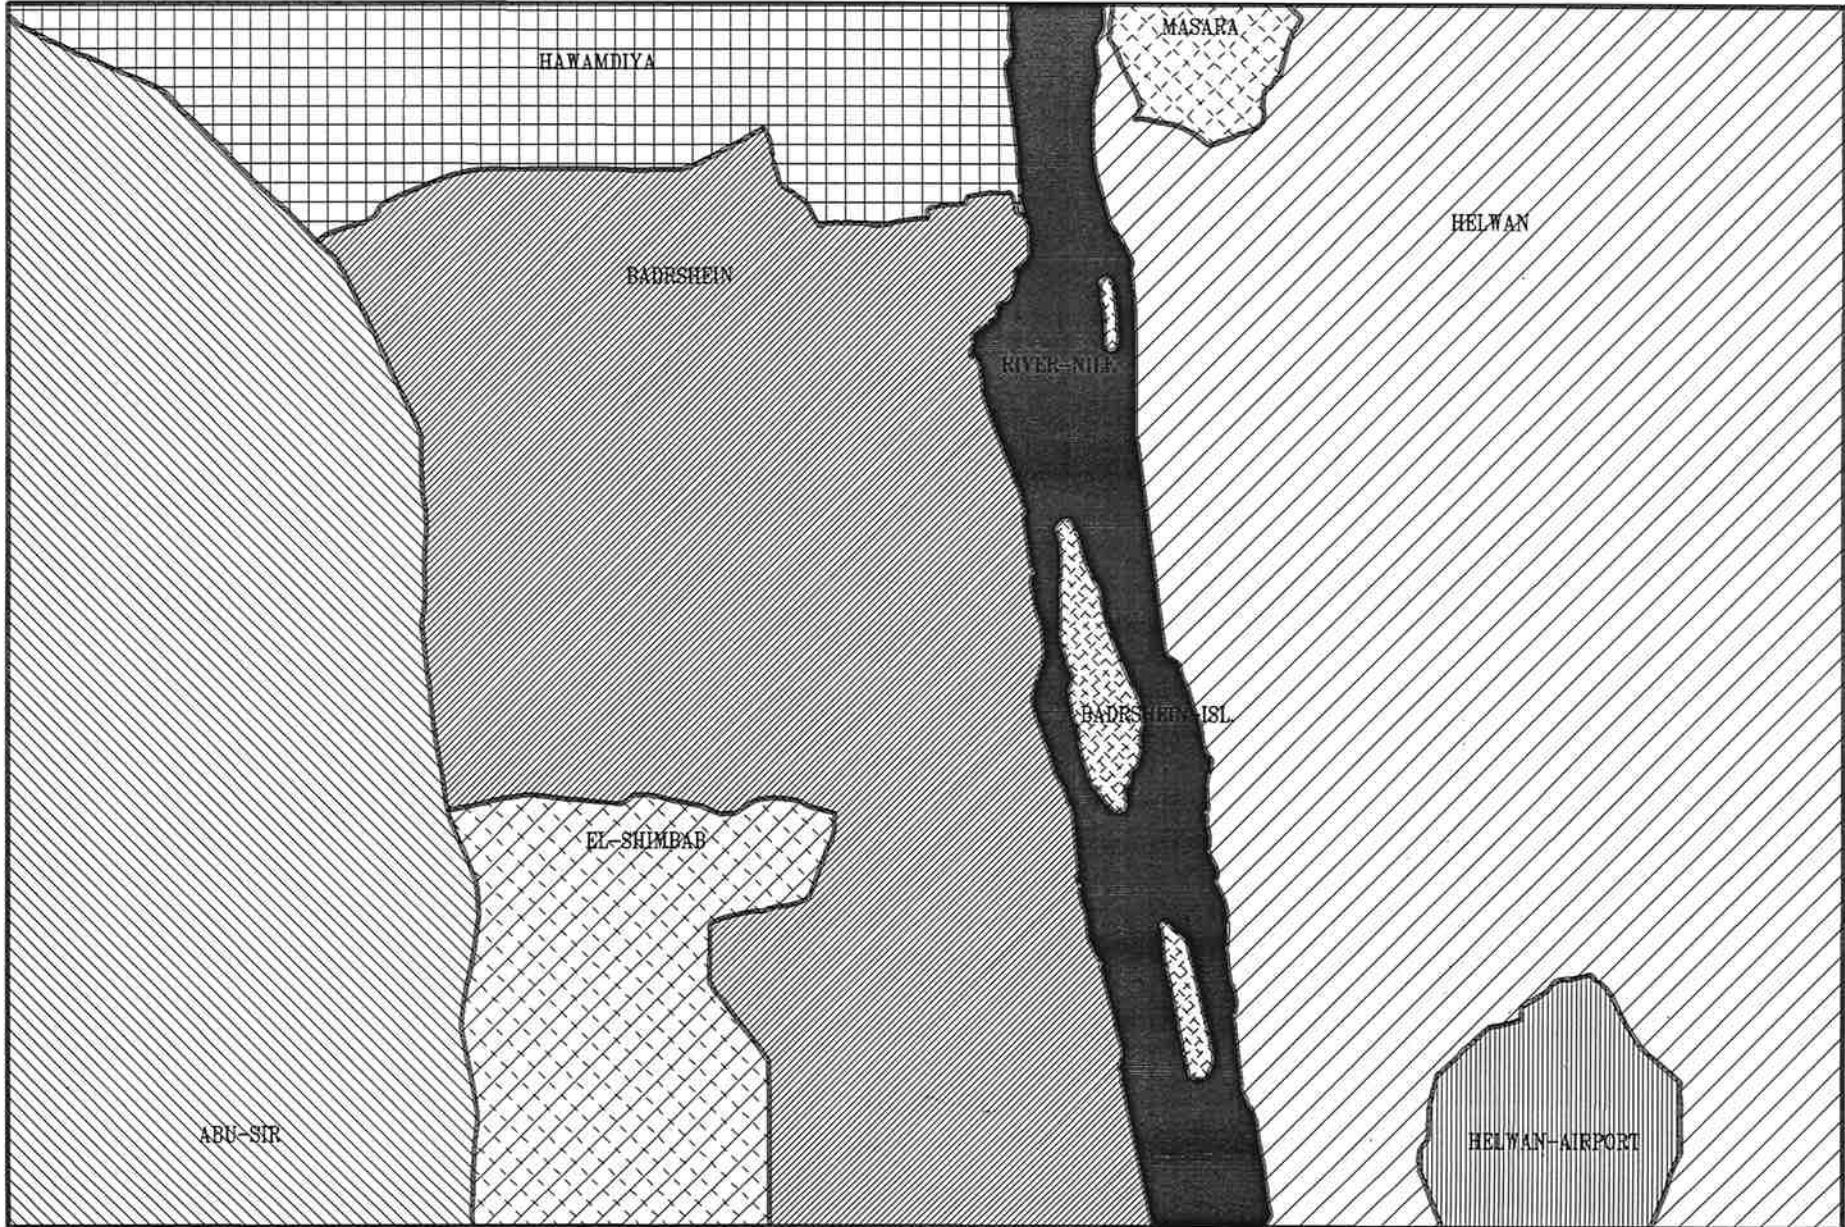 MASARA
HAWAMDIYA
HELWAN
BADRSHEIN
RIVER-NILE
BADRSHEIN-ISL.
EL-SHIMBAB
ABU-SIR
HELWAN-AIRPORT